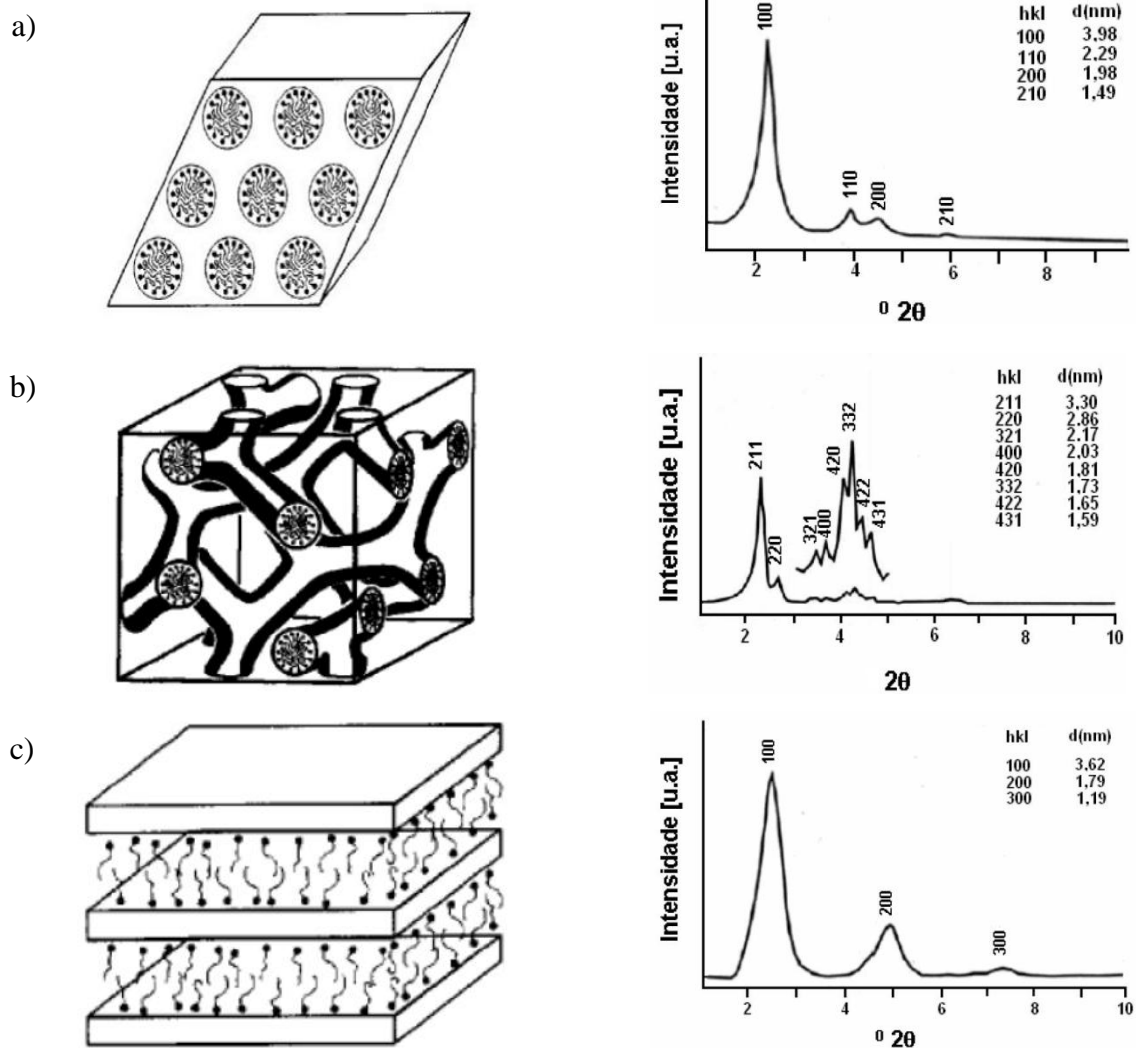 a)
Intensidade [u.a.]
100
110
200
210
hkl d(nm)
100 3,98
110 2,29
200 1,98
210 1,49
2 4 6 8
º 2θ
b)
Intensidade [u.a.]
211
220
321
400
420
332
422
431
hkl d(nm)
211 3,30
220 2.86
321 2.17
400 2,03
420 1,81
332 1,73
422 1.65
431 1,59
2 4 6 8 10
2θ
c)
Intensidade [u.a.]
100
200
300
hkl d(nm)
100 3.62
200 1,79
300 1,19
2 4 6 8 10
º 2θ